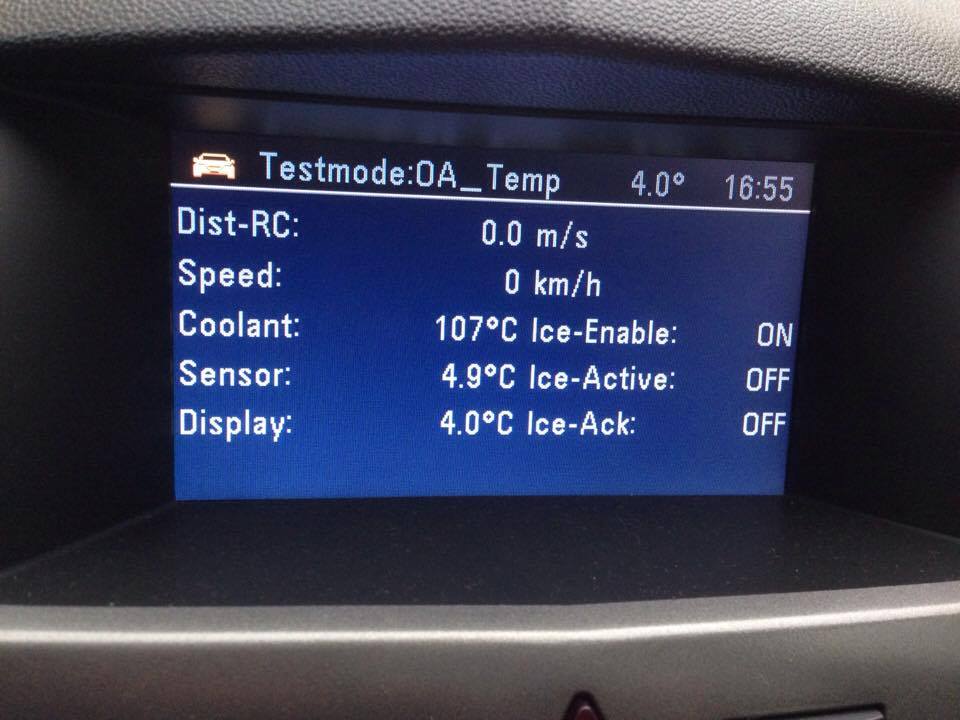 Testmode:OA_Temp 4.0° 16:55
Dist-RC: 0.0 m/s
Speed: 0 km/h
Coolant: 107°C Ice-Enable: ON
Sensor: 4.9°C Ice-Active: OFF
Display: 4.0°C Ice-Ack: OFF